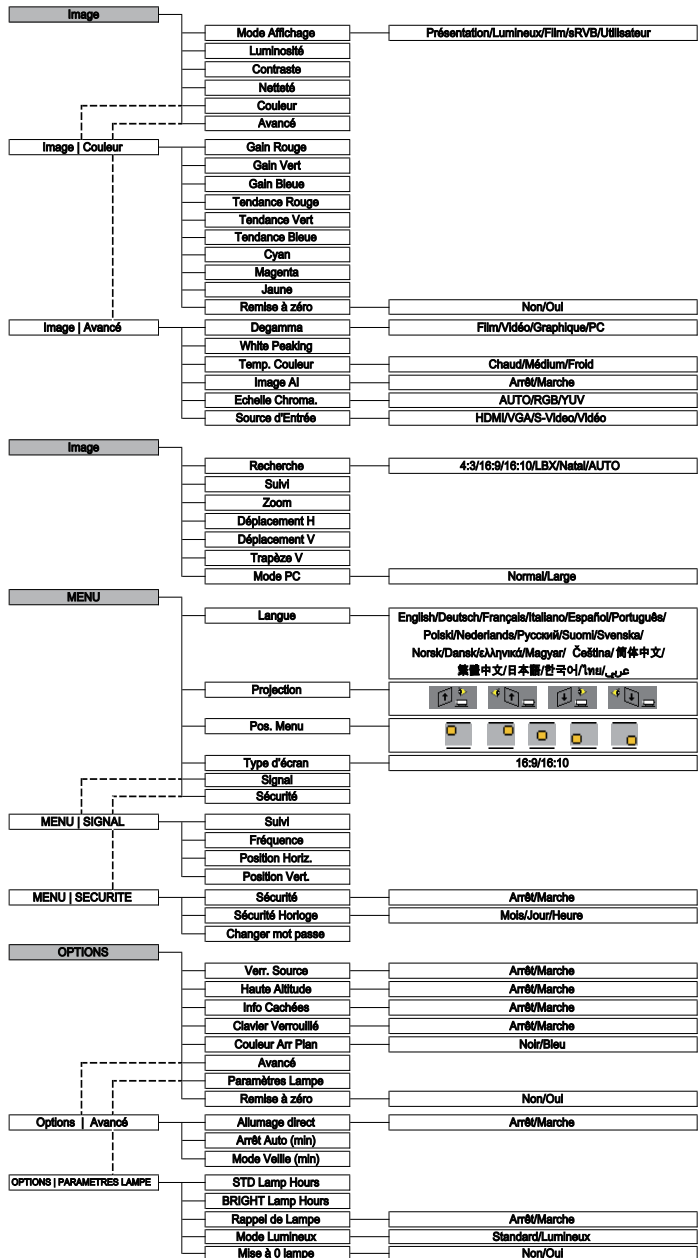 Image
Mode Affichage
Présentation/Lumineux/Film/sRVB/Utilisateur
Luminosité
Contraste
Netteté
Couleur
Avancé
Image | Couleur
Gain Rouge
Gain Vert
Gain Bleue
Tendance Rouge
Tendance Vert
Tendance Bleue
Cyan
Magenta
Jaune
Remise à zéro
Non/Oui
Image | Avancé
Degamma
Film/Vidéo/Graphique/PC
White Peaking
Temp. Couleur
Chaud/Médium/Froid
Image AI
Arrêt/Marche
Echelle Chroma.
AUTO/RGB/YUV
Source d'Entrée
HDMI/VGA/S-Video/Vidéo
Image
Recherche
4:3/16:9/16:10/LBX/Natal/AUTO
Suivi
Zoom
Déplacement H
Déplacement V
Trapèze V
Mode PC
Normal/Large
MENU
Langue
English/Deutsch/Français/Italiano/Español/Português/
Polski/Nederlands/Русский/Suomi/Svenska/
Norsk/Dansk/ελληνικά/Magyar/ Čeština/ 简体中文/
繁體中文/日本語/한국어/ไทย/عربي
Projection
Pos. Menu
Type d'écran
16:9/16:10
Signal
Sécurité
MENU | SIGNAL
Suivi
Fréquence
Position Horiz.
Position Vert.
MENU | SECURITE
Sécurité
Arrêt/Marche
Sécurité Horloge
Mois/Jour/Heure
Changer mot passe
OPTIONS
Verr. Source
Arrêt/Marche
Haute Altitude
Arrêt/Marche
Info Cachées
Arrêt/Marche
Clavier Verrouillé
Arrêt/Marche
Couleur Arr Plan
Noir/Bleu
Avancé
Paramètres Lampe
Remise à zéro
Non/Oui
Options | Avancé
Allumage direct
Arrêt/Marche
Arrêt Auto (min)
Mode Veille (min)
OPTIONS | PARAMETRES LAMPE
STD Lamp Hours
BRIGHT Lamp Hours
Rappel de Lampe
Arrêt/Marche
Mode Lumineux
Standard/Lumineux
Mise à 0 lampe
Non/Oui